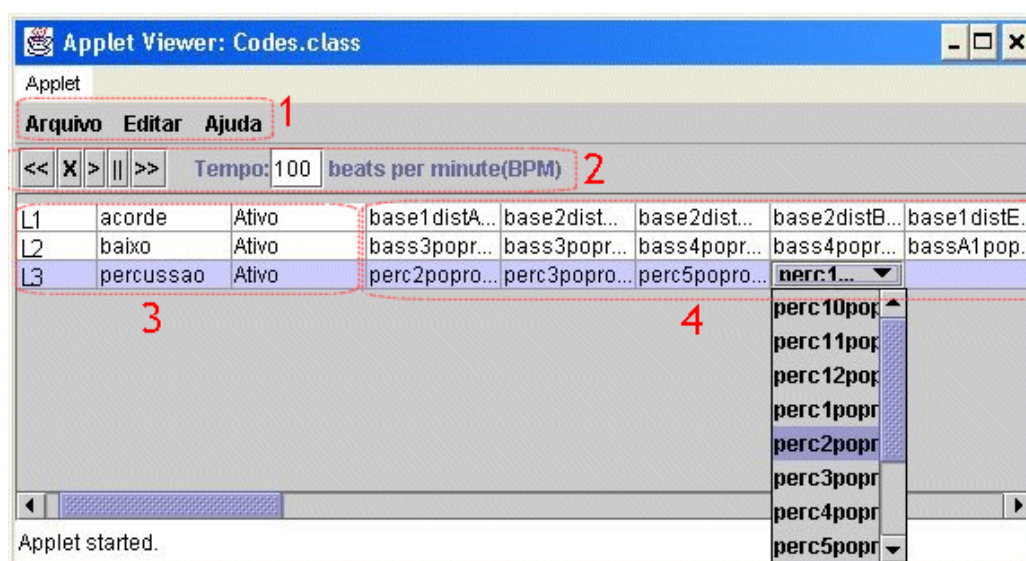 Applet Viewer: Codes.class
Applet
Arquivo Editar Ajuda 1
<< X > || >> Tempo: 100 beats per minute(BPM) 2
L1 acorde Ativo base1distA... base2dist... base2dist... base2distB... base1distE.
L2 baixo Ativo bass3popr... bass3popr... bass4popr... bass4popr... bassA1pop.
L3 percussao Ativo perc2popro... perc3popro... perc5popro... perc1...
3 4
perc10pop
perc11pop
perc12pop
perc1popr
perc2popr
perc3popr
perc4popr
perc5popr
Applet started.